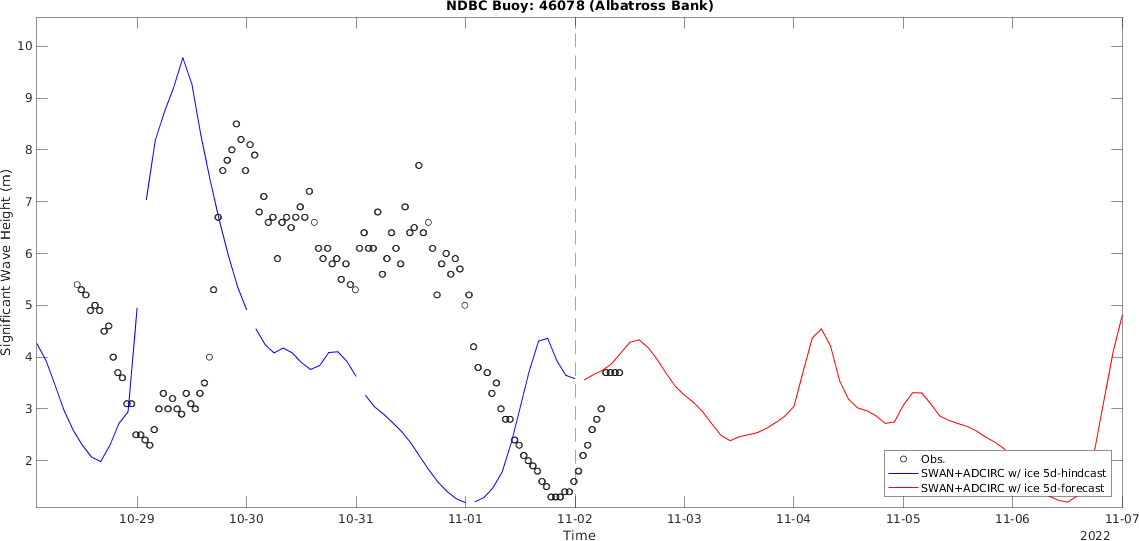 NDBC Buoy: 46078 (Albatross Bank)
Significant Wave Height (m)
10
9
8
7
6
5
4
3
2
Obs.
SWAN+ADCIRC w/ ice 5d-hindcast
SWAN+ADCIRC w/ ice 5d-forecast
10-29 10-30 10-31 11-01 11-02 11-03 11-04 11-05 11-06 11-07
Time
2022